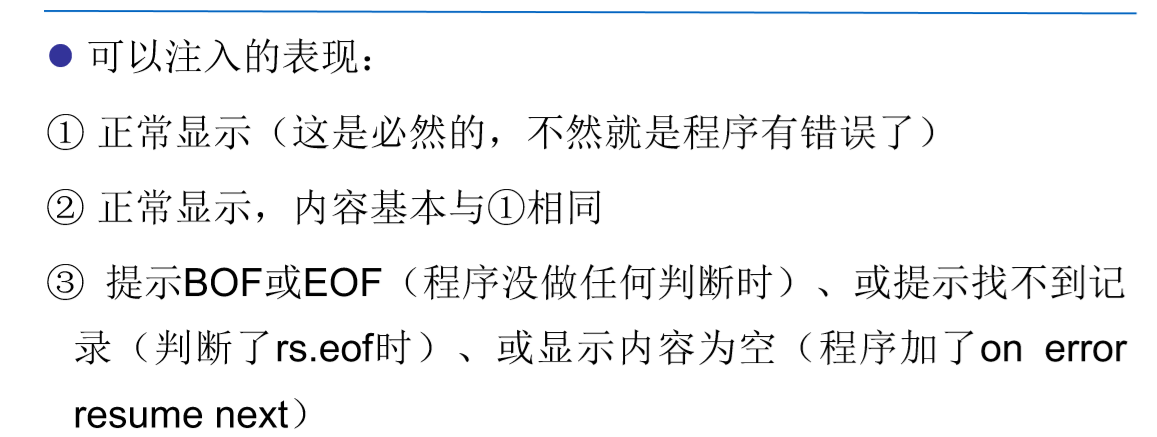 ● 可以注入的表现：
① 正常显示（这是必然的，不然就是程序有错误了）
② 正常显示，内容基本与①相同
③ 提示BOF或EOF（程序没做任何判断时）、或提示找不到记
录（判断了rs.eof时）、或显示内容为空（程序加了on error
resume next）